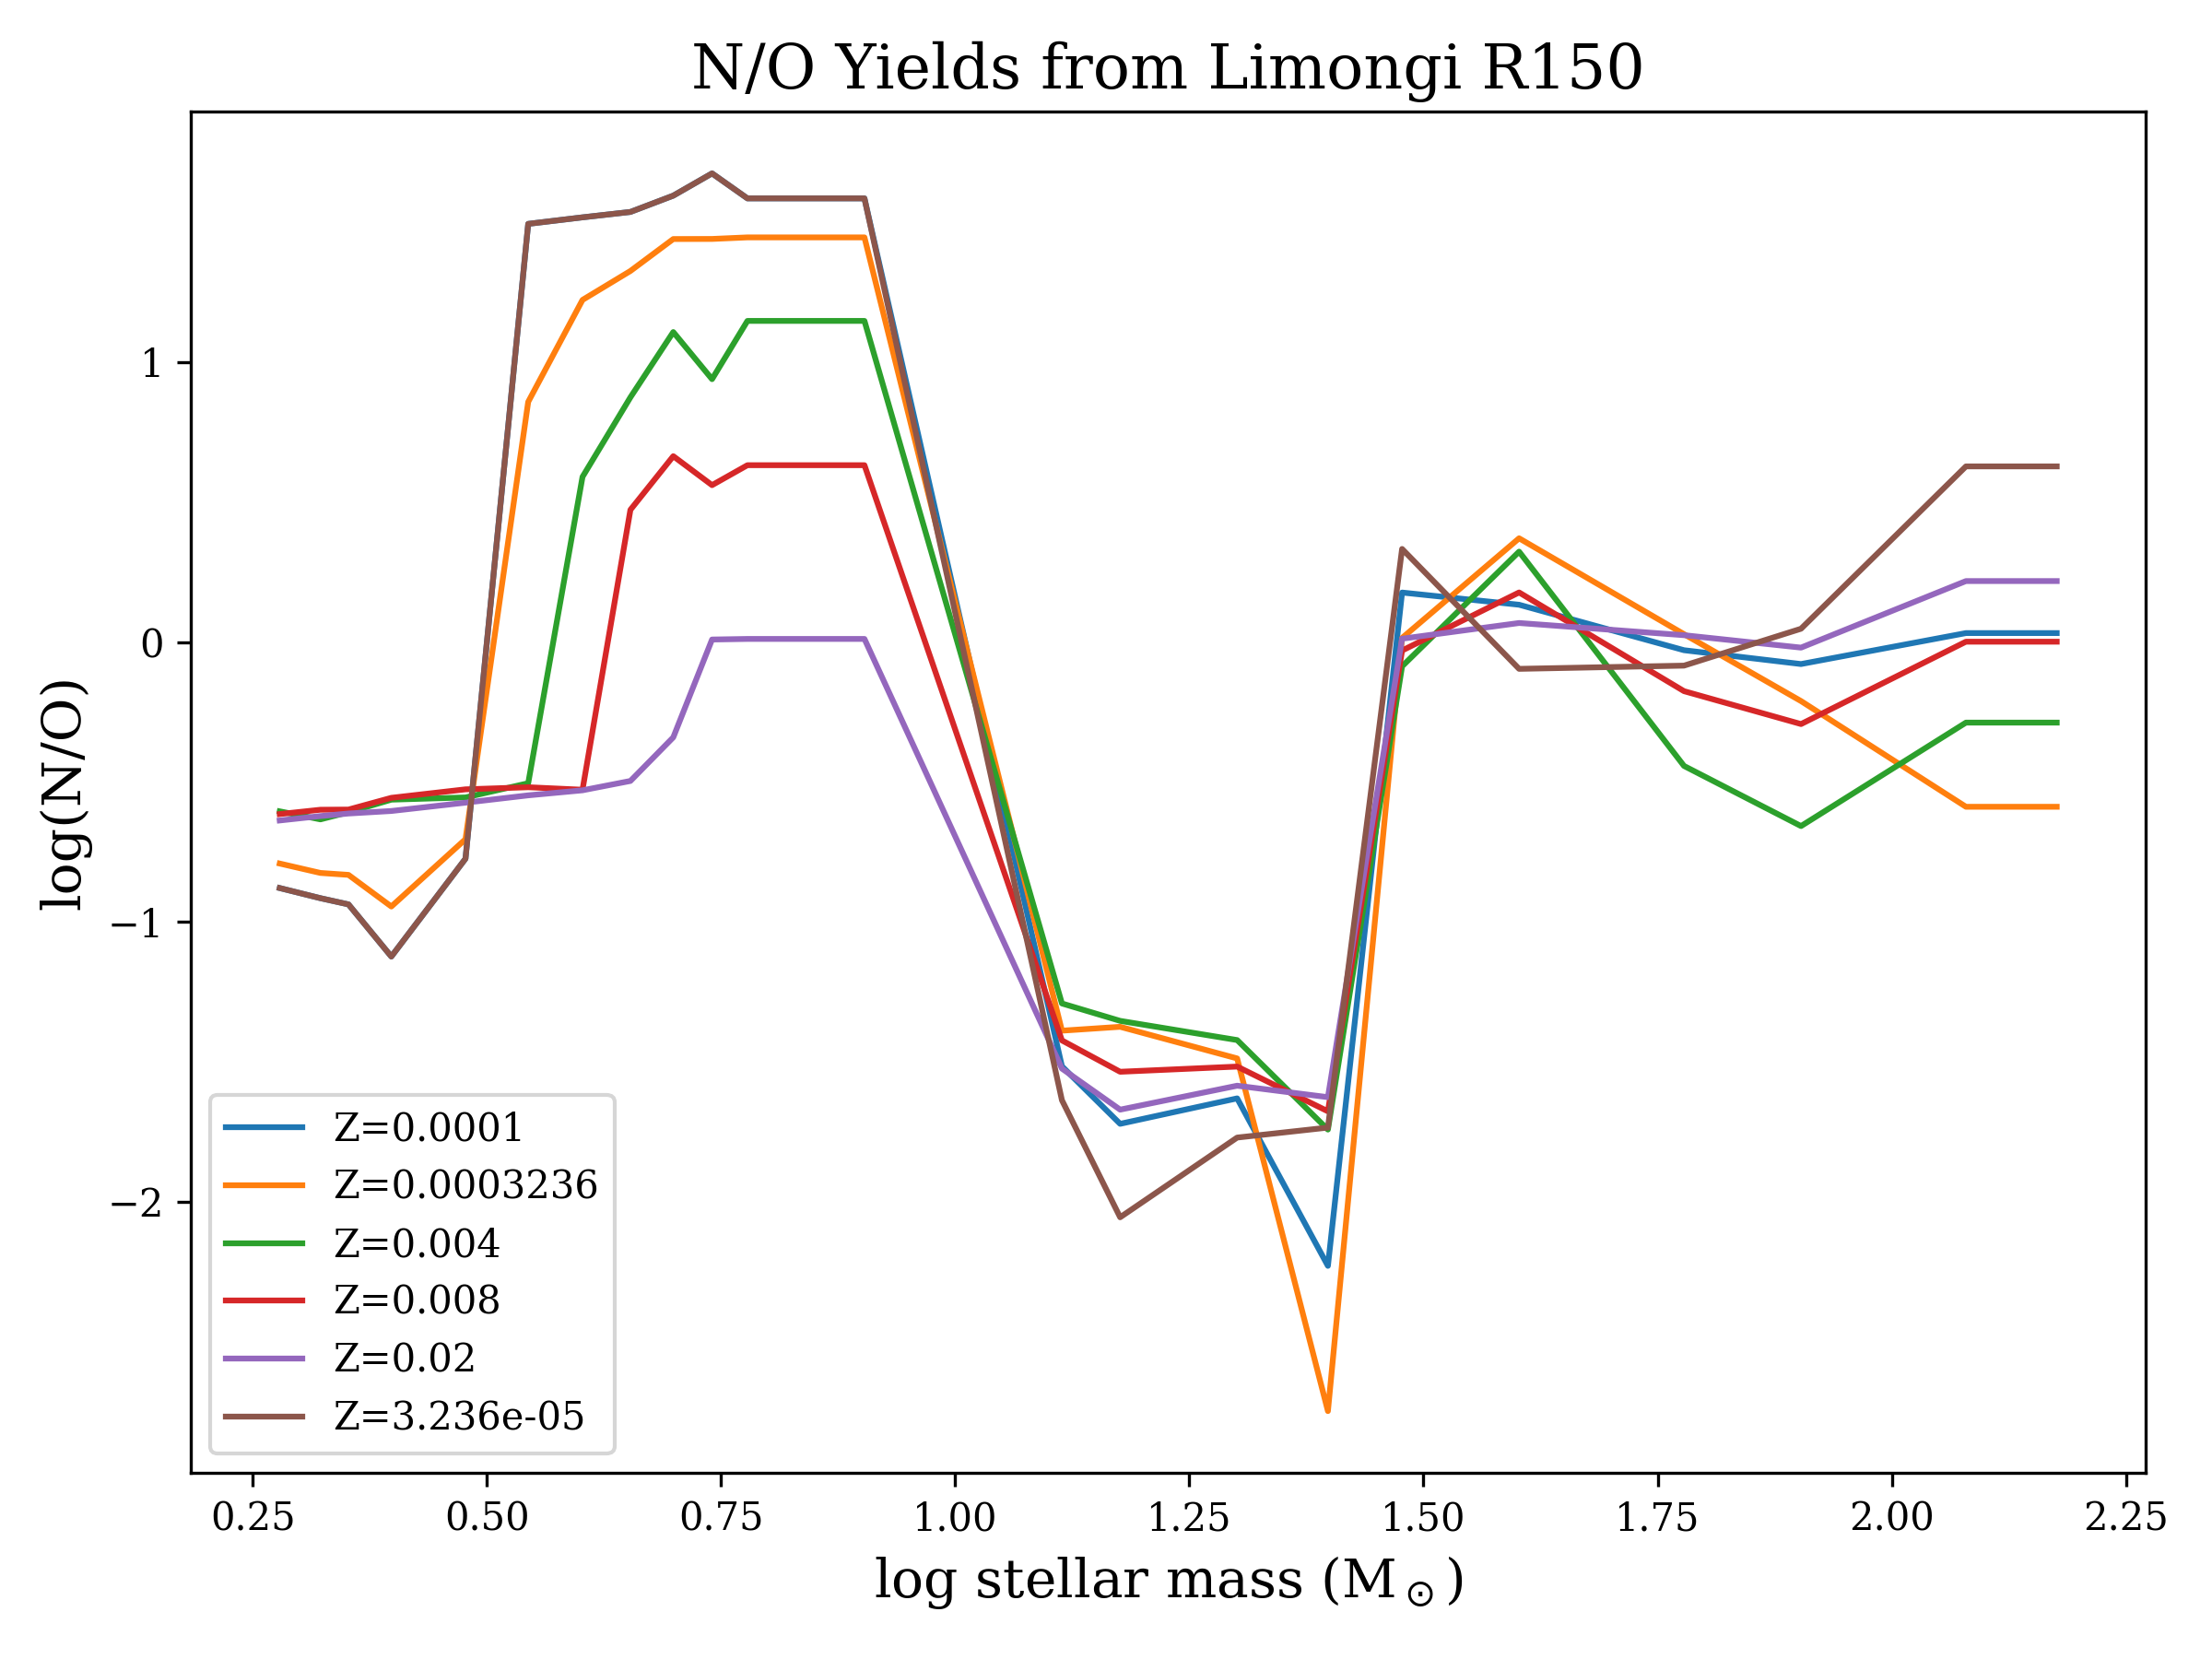 N/O Yields from Limongi R150
log(N/O)
1
0
−1
−2
Z=0.0001
Z=0.0003236
Z=0.004
Z=0.008
Z=0.02
Z=3.236e-05
0.25 0.50 0.75 1.00 1.25 1.50 1.75 2.00 2.25
log stellar mass (M⊙)